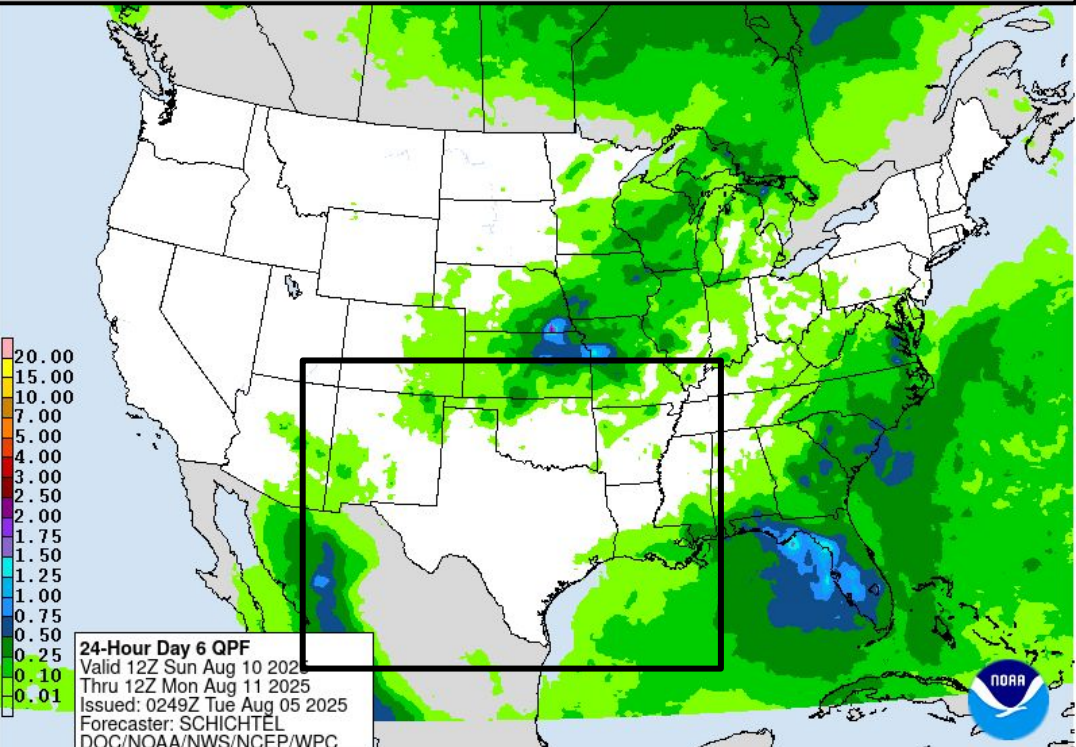 20.00
15.00
10.00
7.00
5.00
4.00
3.00
2.50
2.00
1.75
1.50
1.25
1.00
0.75
0.50
0.25
0.10
0.01
24-Hour Day 6 QPF
Valid 12Z Sun Aug 10 2025
Thru 12Z Mon Aug 11 2025
Issued: 0249Z Tue Aug 05 2025
Forecaster: SCHICHTEL
DOC/NOAA/NWS/NCEP/WPC
NOAA